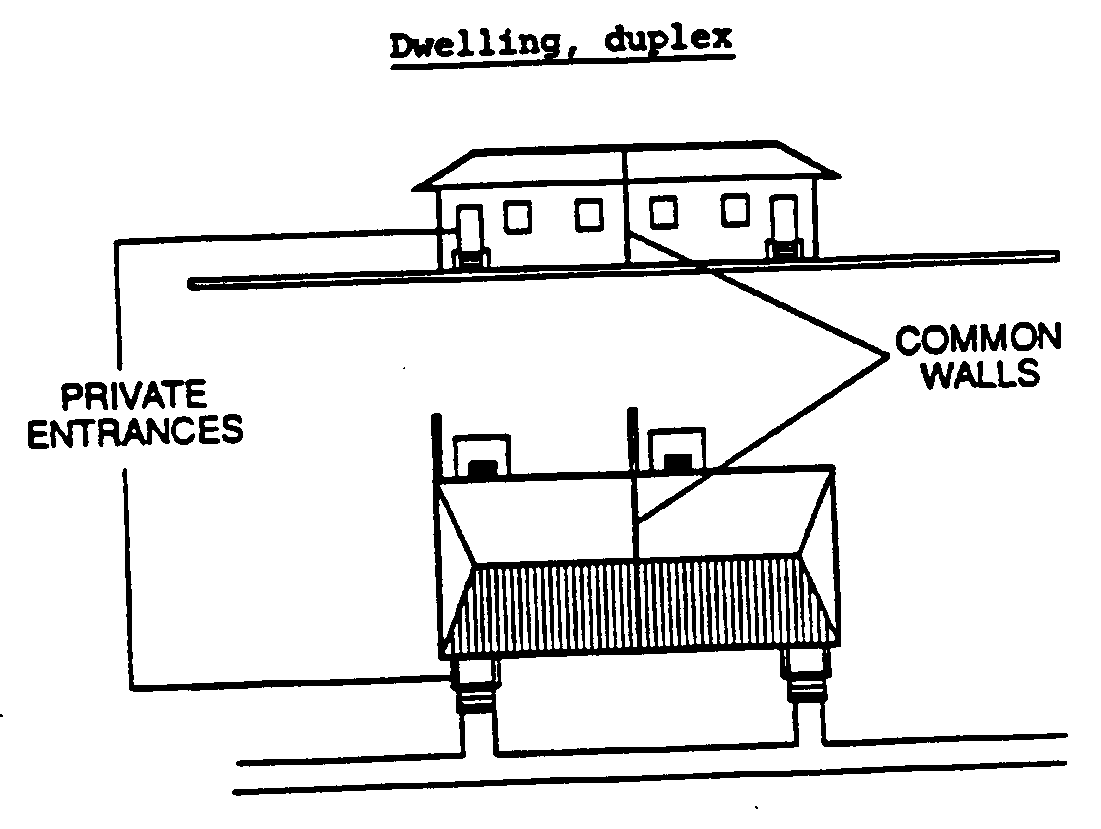 Dwelling, duplex
COMMON
WALLS
PRIVATE
ENTRANCES